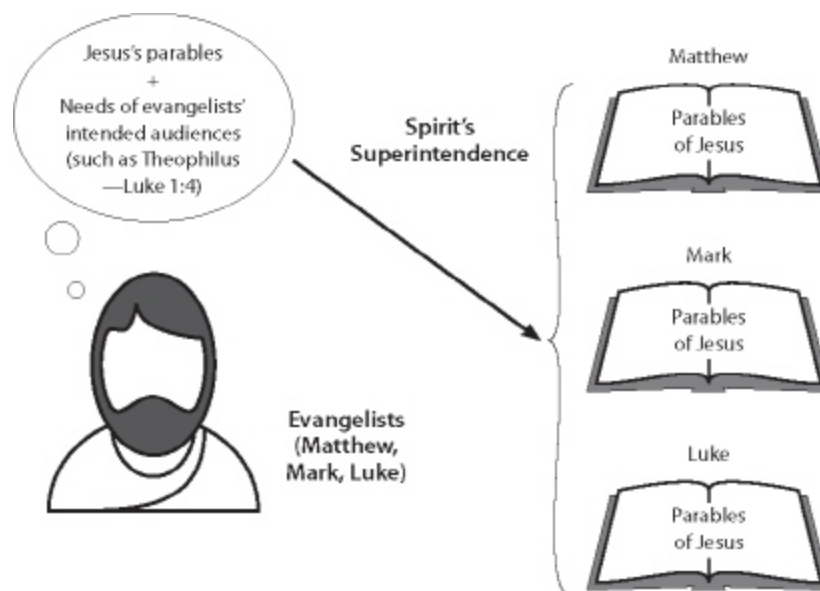 Jesus's parables
+
Needs of evangelists'
intended audiences
(such as Theophilus
—Luke 1:4)
Spirit's
Superintendence
Evangelists
(Matthew,
Mark, Luke)
Matthew
Parables
of Jesus
Mark
Parables
of Jesus
Luke
Parables
of Jesus